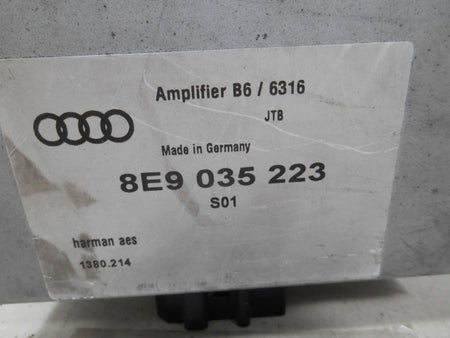 Amplifier B6 / 6316
JTB
Made in Germany
8E9 035 223
S01
harman aes
1380.214